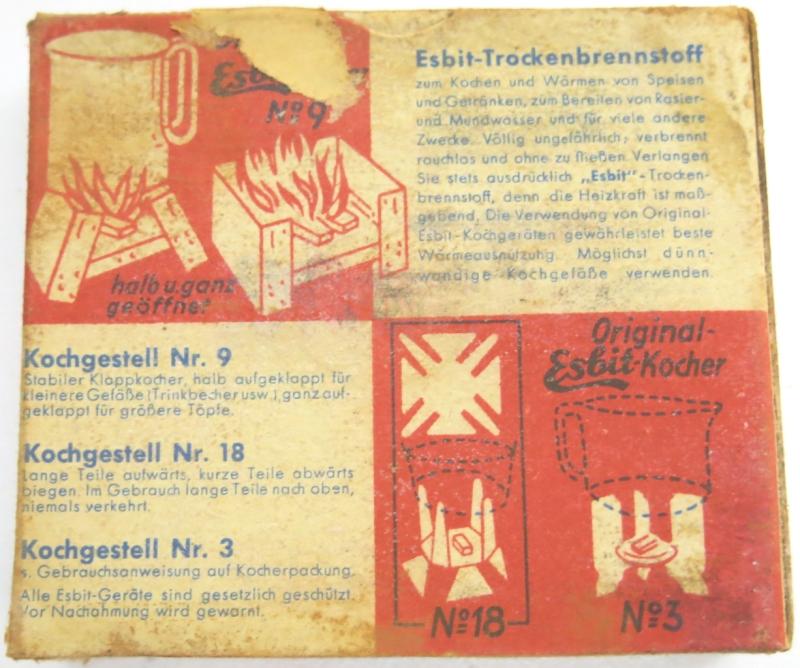 Esbit
Nº9
halb u. ganz
geöffnet
Esbit-Trockenbrennstoff
zum Kochen und Wärmen von Speisen
und Getränken, zum Bereiten von Rasier-
und Mundwasser und für viele andere
Zwecke. Völlig ungefährlich, verbrennt
rauchlos und ohne zu fließen. Verlangen
Sie stets ausdrücklich „Esbit"-Trocken-
brennstoff, denn die Heizkraft ist maß-
gebend. Die Verwendung von Original-
Esbit-Kochgeräten gewährleistet beste
Wärmeausnutzung. Möglichst dünn-
wandige Kochgefäße verwenden.
Kochgestell Nr. 9
Stabiler Klappkocher, halb aufgeklappt für
kleinere Gefäße (Trinkbecher usw.), ganz auf-
geklappt für größere Töpfe.
Kochgestell Nr. 18
Lange Teile aufwärts, kurze Teile abwärts
biegen. Im Gebrauch lange Teile nach oben,
niemals verkehrt.
Kochgestell Nr. 3
s. Gebrauchsanweisung auf Kocherpackung.
Alle Esbit-Geräte sind gesetzlich geschützt.
Vor Nachahmung wird gewarnt.
Original-
Esbit-Kocher
Nº18
Nº3